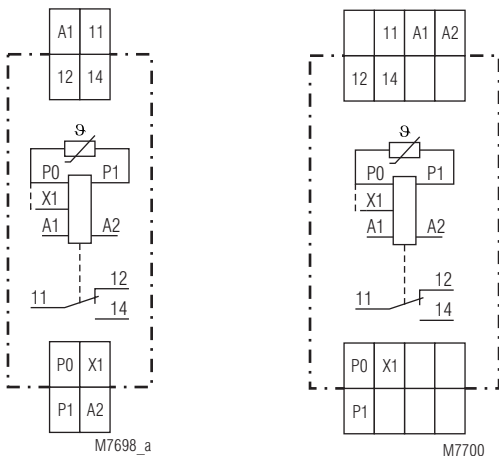 A1 11
12 14
ϑ
P0 P1
X1
A1 A2
12
11
14
P0 X1
P1 A2
M7698_a
11 A1 A2
12 14
ϑ
P0 P1
X1
A1 A2
12
11
14
P0 X1
P1
M7700